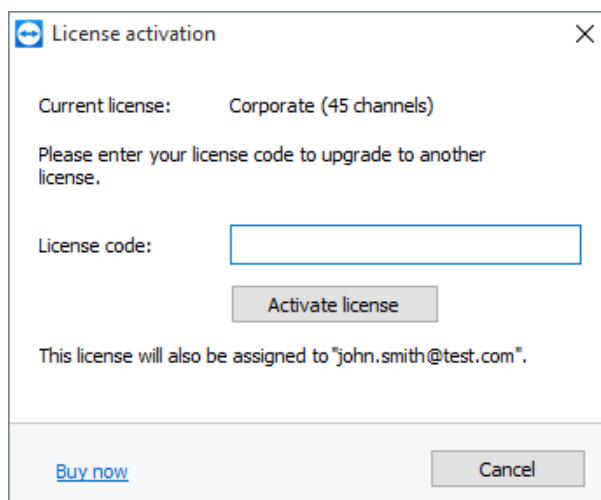 License activation
Current license: Corporate (45 channels)
Please enter your license code to upgrade to another
license.
License code:
Activate license
This license will also be assigned to "john.smith@test.com".
Buy now Cancel